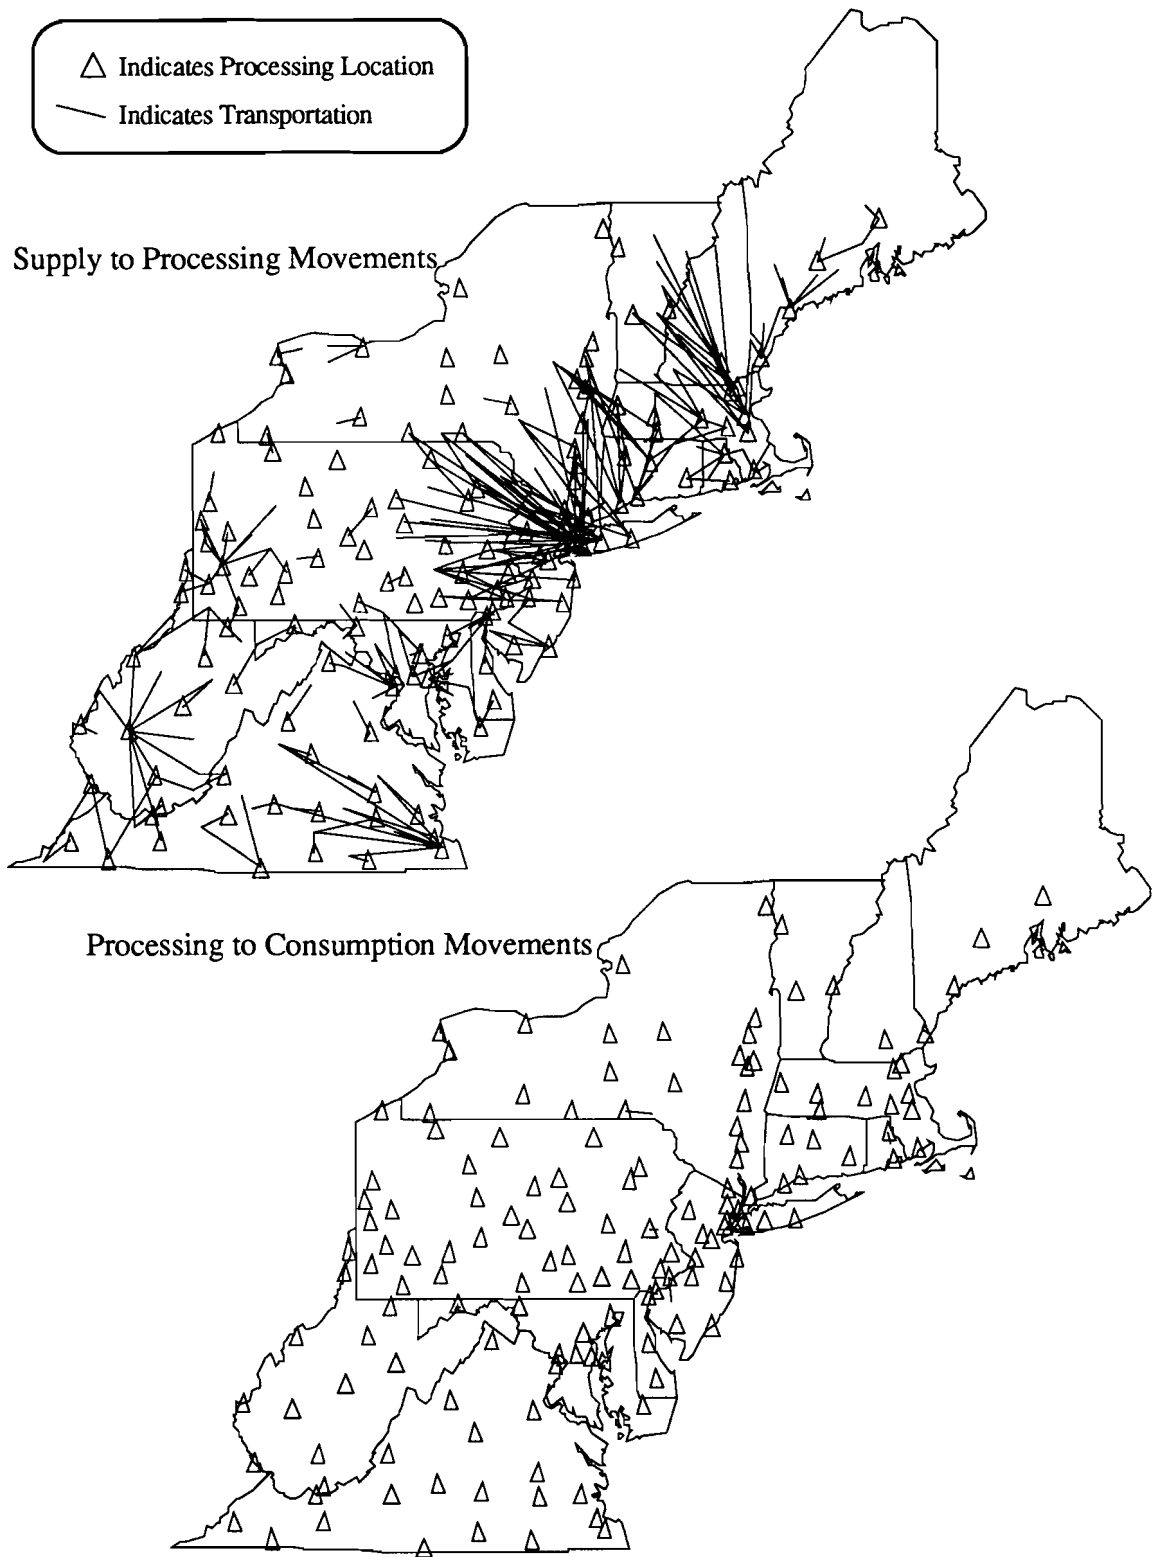 Indicates Processing Location
Indicates Transportation
Supply to Processing Movements
Processing to Consumption Movements